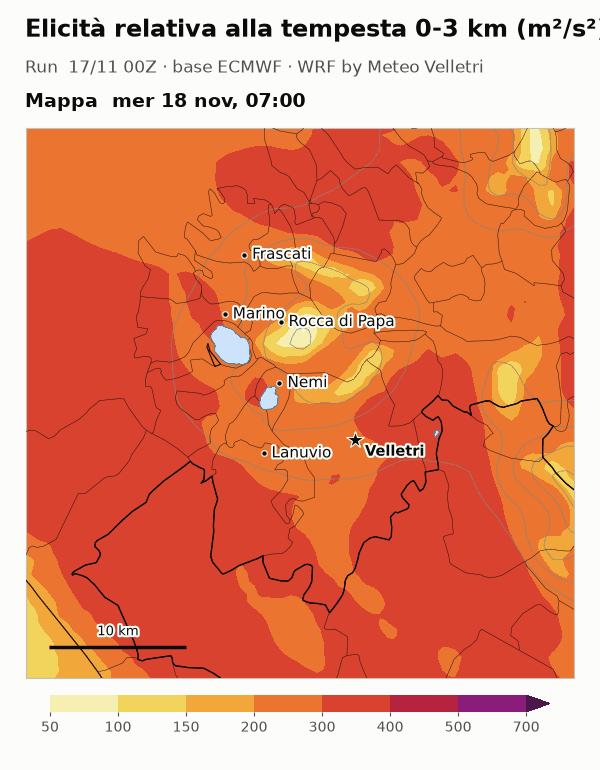 Elicità relativa alla tempesta 0-3 km (m²/s²)
Run  17/11 00Z · base ECMWF · WRF by Meteo Velletri
Mappa  mer 18 nov, 07:00
Frascati
Marino
Rocca di Papa
Nemi
Lanuvio
Velletri
10 km
50 100 150 200 300 400 500 700